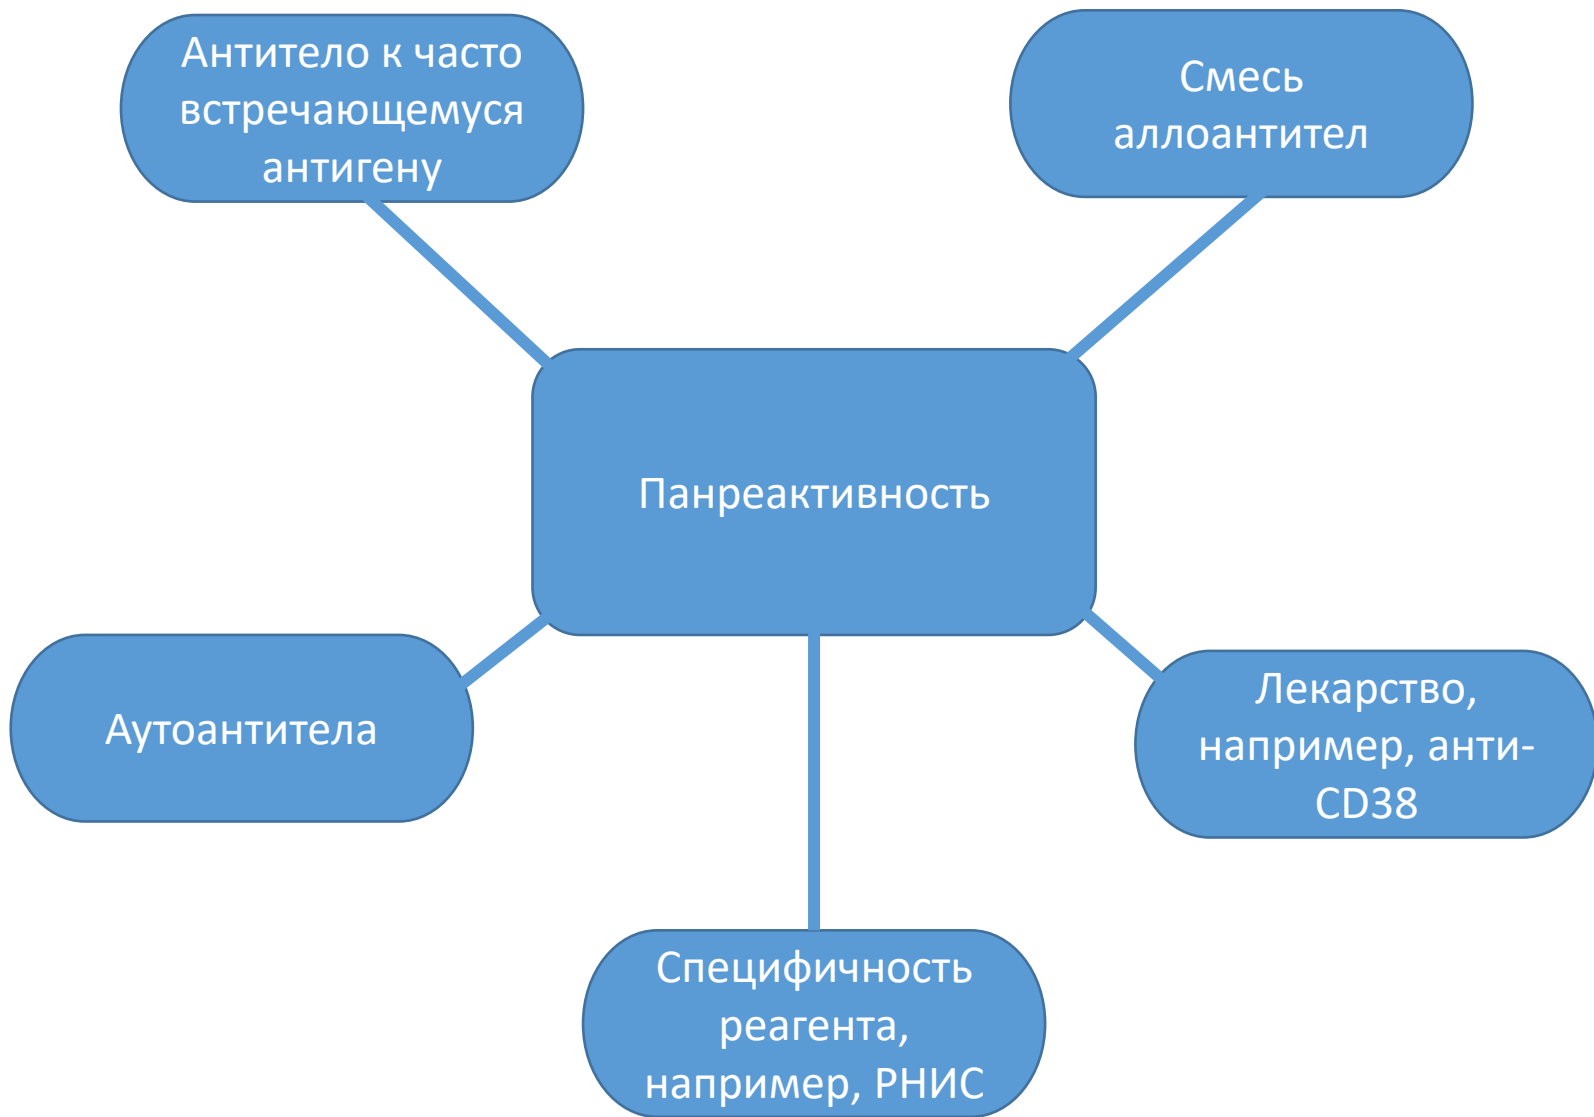 Антитело к часто
встречающемуся
антигену
Смесь
аллоантител
Панреактивность
Аутоантитела
Лекарство,
например, анти-
CD38
Специфичность
реагента,
например, РНИС